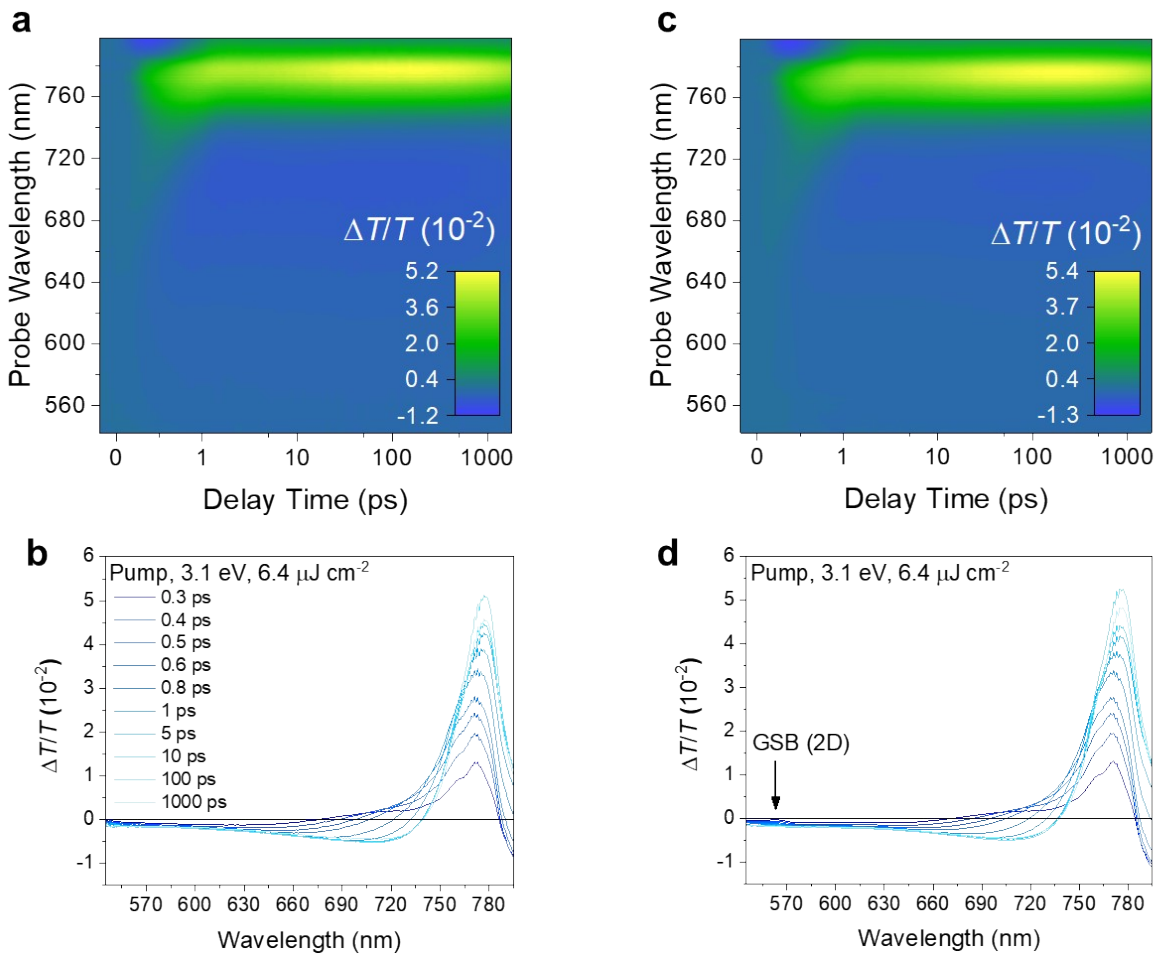 a
Probe Wavelength (nm)
760
720
680
640
600
560
ΔT/T (10-2)
5.2
3.6
2.0
0.4
-1.2
0
1
10
100
1000
Delay Time (ps)
c
Probe Wavelength (nm)
760
720
680
640
600
560
ΔT/T (10-2)
5.4
3.7
2.0
0.4
-1.3
0
1
10
100
1000
Delay Time (ps)
b
ΔT/T (10-2)
6
5
4
3
2
1
0
-1
Pump, 3.1 eV, 6.4 μJ cm-2
0.3 ps
0.4 ps
0.5 ps
0.6 ps
0.8 ps
1 ps
5 ps
10 ps
100 ps
1000 ps
570
600
630
660
690
720
750
780
Wavelength (nm)
d
ΔT/T (10-2)
6
5
4
3
2
1
0
-1
Pump, 3.1 eV, 6.4 μJ cm-2
GSB (2D)
570
600
630
660
690
720
750
780
Wavelength (nm)